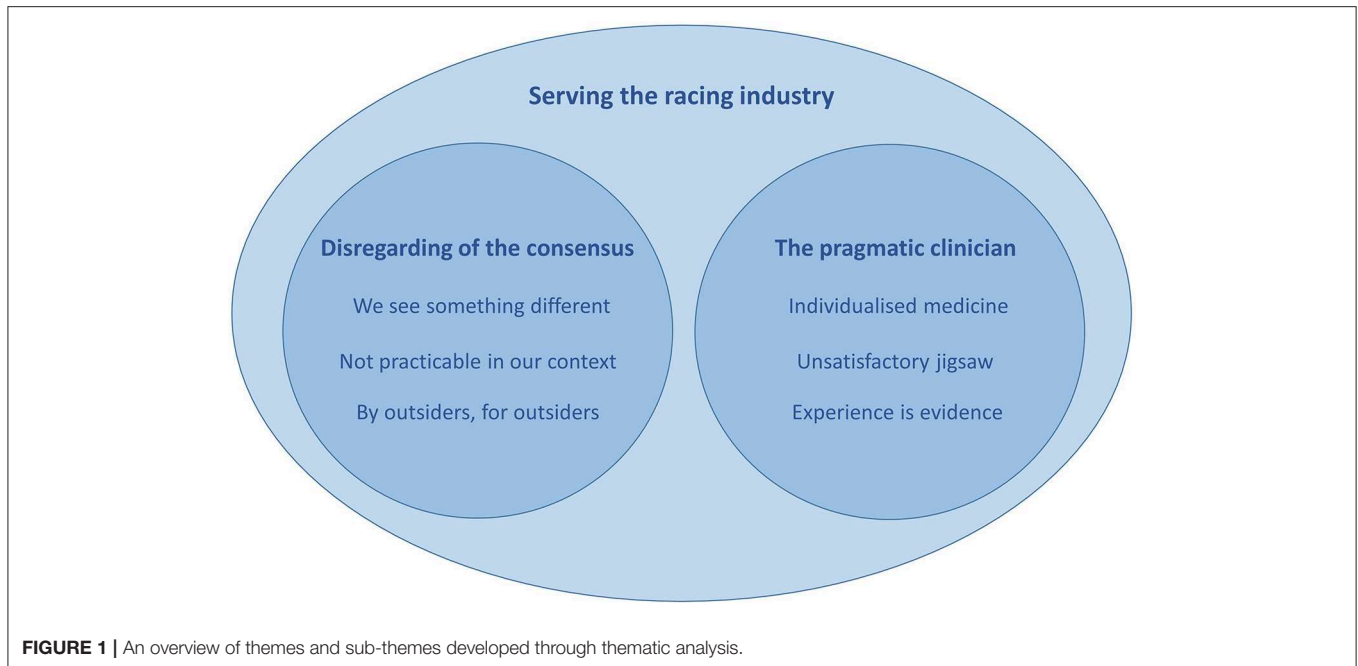 Serving the racing industry
Disregarding of the consensus
We see something different
Not practicable in our context
By outsiders, for outsiders
The pragmatic clinician
Individualised medicine
Unsatisfactory jigsaw
Experience is evidence
FIGURE 1 | An overview of themes and sub-themes developed through thematic analysis.